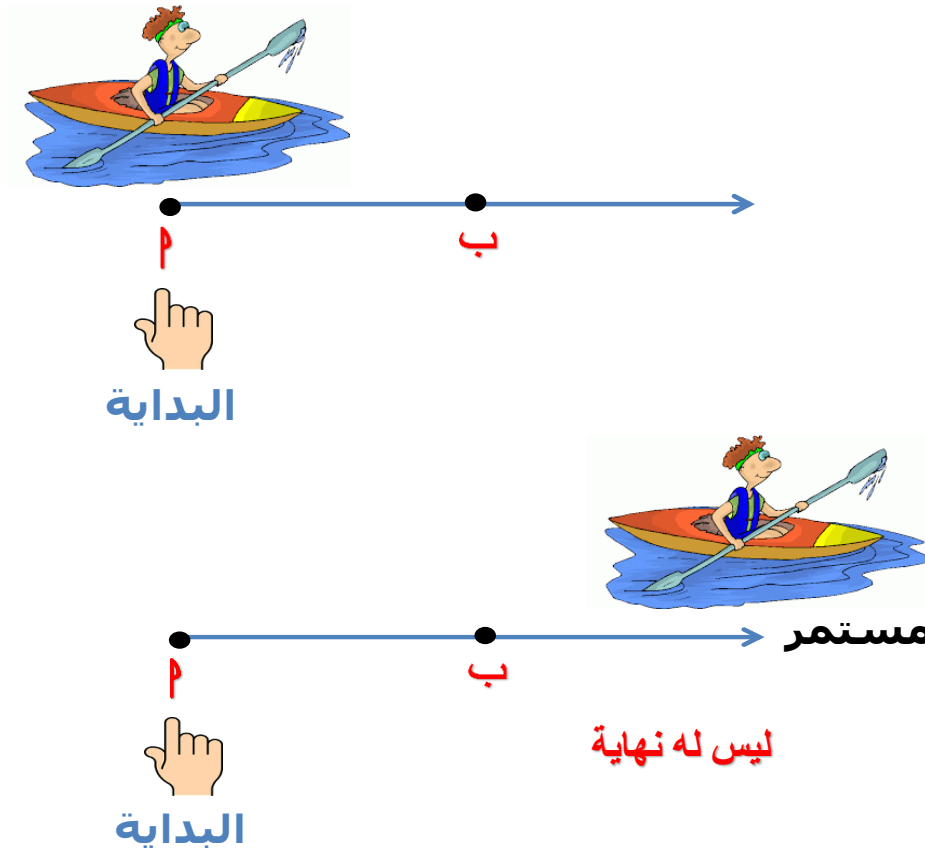 م ب
البداية
مستمر
م ب
ليس له نهاية
البداية